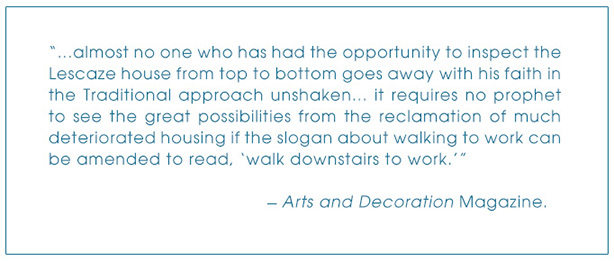 “...almost no one who has had the opportunity to inspect the
Lescaze house from top to bottom goes away with his faith in
the Traditional approach unshaken... it requires no prophet
to see the great possibilities from the reclamation of much
deteriorated housing if the slogan about walking to work can
be amended to read, ‘walk downstairs to work.’”
– Arts and Decoration Magazine.